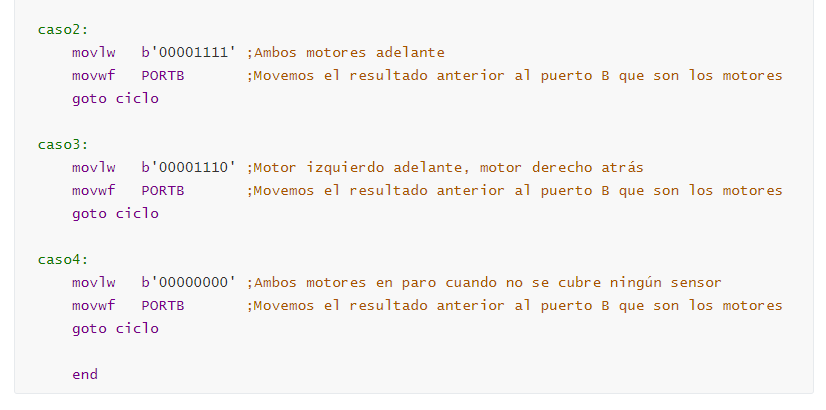 caso2:
movlw b'00001111' ;Ambos motores adelante
movwf PORTB ;Movemos el resultado anterior al puerto B que son los motores
goto ciclo
caso3:
movlw b'00001110' ;Motor izquierdo adelante, motor derecho atrás
movwf PORTB ;Movemos el resultado anterior al puerto B que son los motores
goto ciclo
caso4:
movlw b'00000000' ;Ambos motores en paro cuando no se cubre ningún sensor
movwf PORTB ;Movemos el resultado anterior al puerto B que son los motores
goto ciclo
end